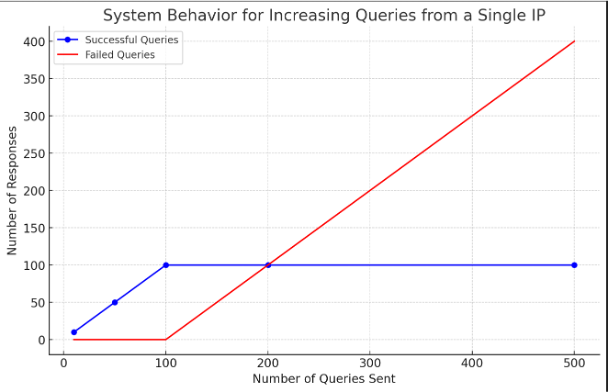 System Behavior for Increasing Queries from a Single IP
Successful Queries
Failed Queries
400
350
300
250
200
150
100
50
0
Number of Responses
0 100 200 300 400 500
Number of Queries Sent